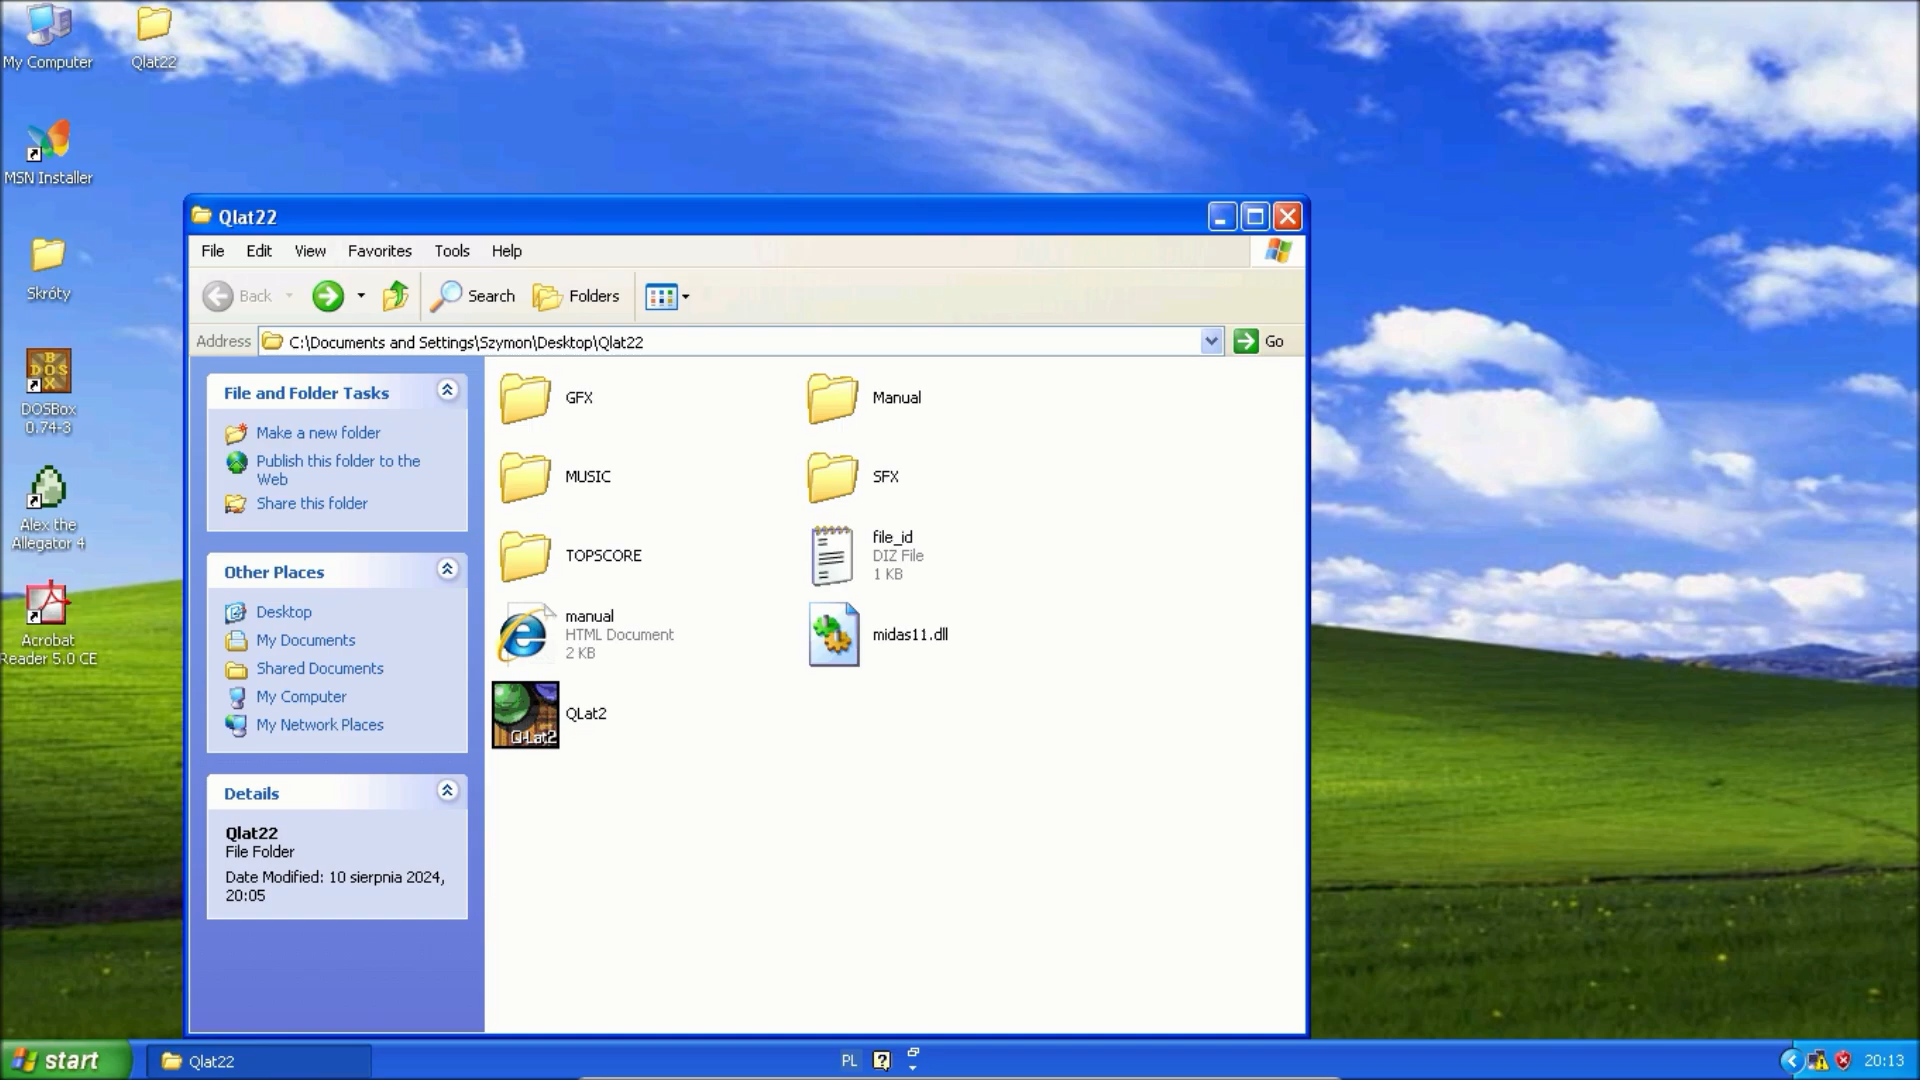 My Computer
Qlat22
MSN Installer
Skróty
DOSBox
0.74-3
Alex the
Allegator 4
Acrobat
Reader 5.0 CE
Qlat22
File Edit View Favorites Tools Help
Back Search Folders
Address C:\Documents and Settings\Szymon\Desktop\Qlat22 Go
File and Folder Tasks
Make a new folder
Publish this folder to the
Web
Share this folder
Other Places
Desktop
My Documents
Shared Documents
My Computer
My Network Places
Details
Qlat22
File Folder
Date Modified: 10 sierpnia 2024,
20:05
GFX
Manual
MUSIC
SFX
TOPSCORE
file_id
DIZ File
1 KB
manual
HTML Document
2 KB
midas11.dll
Q-Lat2
QLat2
start
Qlat22
PL
20:13